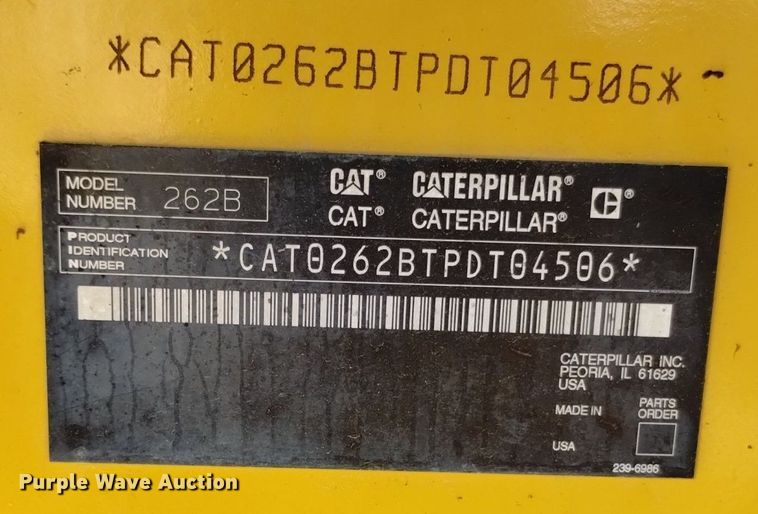 *CAT0262BTPDT04506*
MODEL NUMBER 262B
CAT® CATERPILLAR®
CAT® CATERPILLAR®
PRODUCT IDENTIFICATION NUMBER
*CAT0262BTPDT04506*
CATERPILLAR INC.
PEORIA, IL 61629
USA
MADE IN
USA
PARTS
ORDER
239-6986
Purple Wave Auction